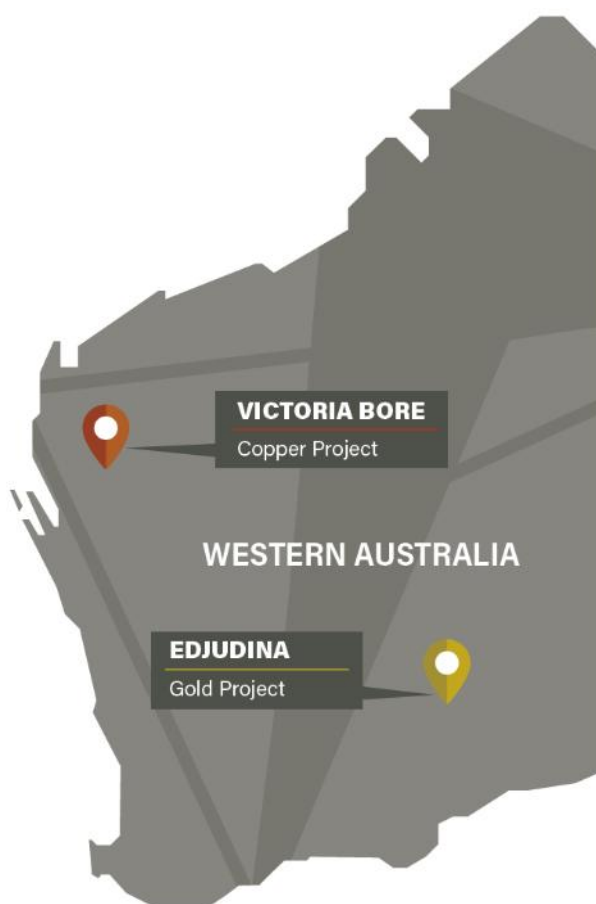 VICTORIA BORE
Copper Project
WESTERN AUSTRALIA
EDJUDINA
Gold Project